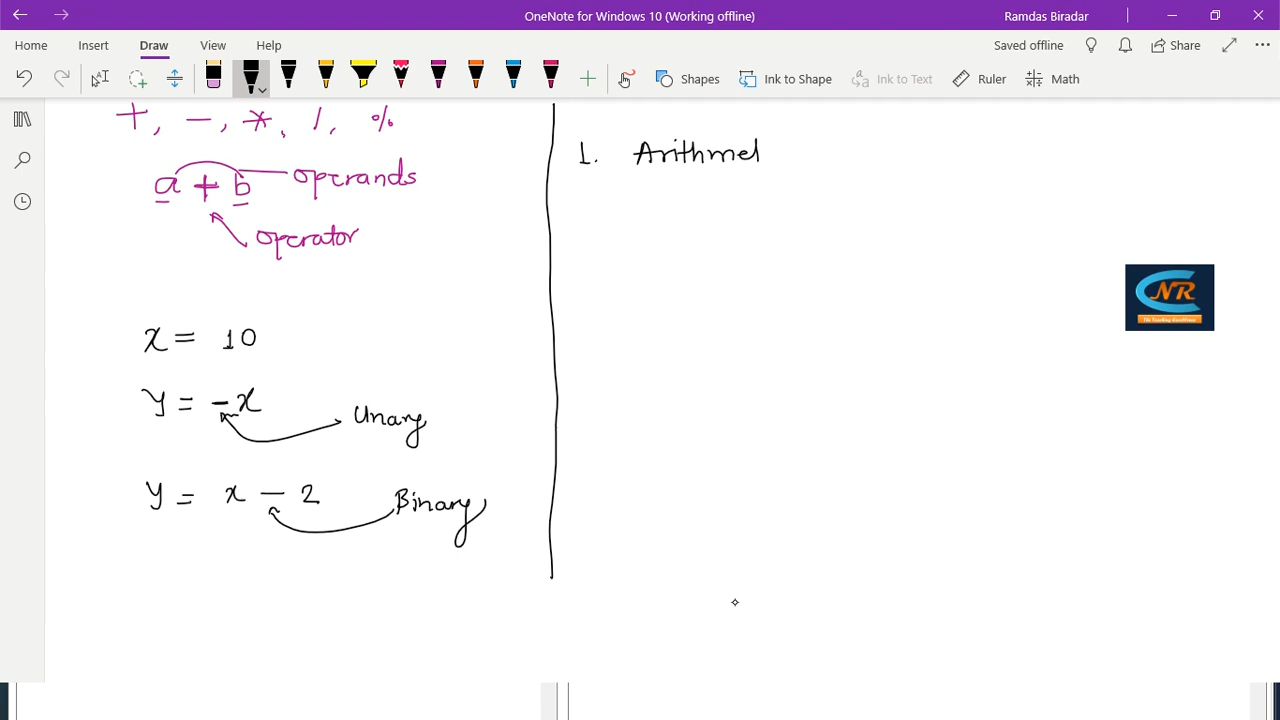 OneNote for Windows 10 (Working offline)
Ramdas Biradar
Home Insert Draw View Help
Saved offline
Share
Shapes
Ink to Shape
Ink to Text
Ruler
Math
+, -, *, /, %
a + b operands
operator
x = 10
y = -x
Unary
y = x - 2
Binary
1. Arithmet
NR